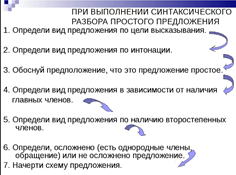 ПРИ ВЫПОЛНЕНИИ СИНТАКСИЧЕСКОГО
РАЗБОРА ПРОСТОГО ПРЕДЛОЖЕНИЯ
1. Определи вид предложения по цели высказывания.
2. Определи вид предложения по интонации.
3. Обоснуй предположение, что это предложение простое.
4. Определи вид предложения в зависимости от наличия
главных членов.
5. Определи вид предложения по наличию второстепенных
членов.
6. Определи, осложнено (есть однородные члены,
обращение) или не осложнено предложение.
7. Начерти схему предложения.